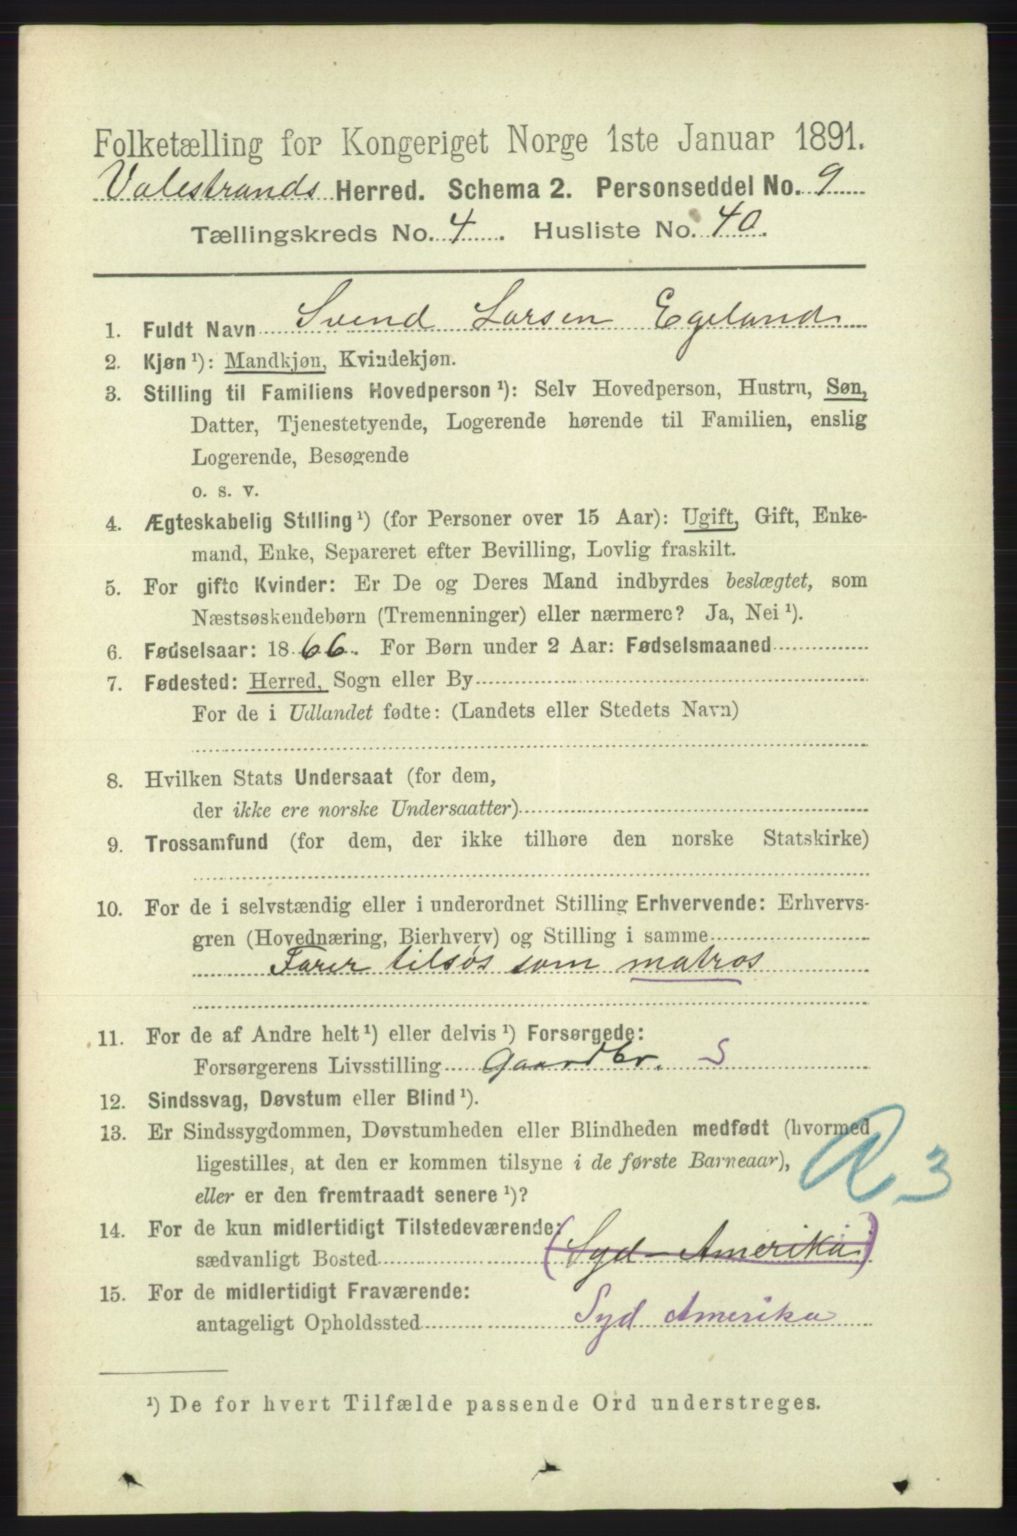 Folketælling for Kongeriget Norge 1ste Januar 1891.
Valestrands Herred. Schema 2. Personseddel No. 9
Tællingskreds No. 4. Husliste No. 40.
1. Fuldt Navn Svend Larsen Egeland
2. Kjøn ¹): Mandkjøn, Kvindekjøn.
3. Stilling til Familiens Hovedperson ¹): Selv Hovedperson, Hustru, Søn,
Datter, Tjenestetyende, Logerende hørende til Familien, enslig
Logerende, Besøgende
o. s. v.
4. Ægteskabelig Stilling ¹) (for Personer over 15 Aar): Ugift, Gift, Enke-
mand, Enke, Separeret efter Bevilling, Lovlig fraskilt.
5. For gifte Kvinder: Er De og Deres Mand indbyrdes beslægtet, som
Næstsøskendebørn (Tremenninger) eller nærmere? Ja, Nei ¹).
6. Fødselsaar: 1866. For Børn under 2 Aar: Fødselsmaaned
7. Fødested: Herred, Sogn eller By
For de i Udlandet fødte: (Landets eller Stedets Navn)
8. Hvilken Stats Undersaat (for dem,
der ikke ere norske Undersaatter)
9. Trossamfund (for dem, der ikke tilhøre den norske Statskirke)
10. For de i selvstændig eller i underordnet Stilling Erhvervende: Erhvervs-
gren (Hovednæring, Bierhverv) og Stilling i samme
Farer tilsøs som matros
11. For de af Andre helt ¹) eller delvis ¹) Forsørgede:
Forsørgerens Livsstilling Gaardbr. S
12. Sindssvag, Døvstum eller Blind ¹).
13. Er Sindssygdommen, Døvstumheden eller Blindheden medfødt (hvormed
ligestilles, at den er kommen tilsyne i de første Barneaar),
eller er den fremtraadt senere ¹)?
14. For de kun midlertidigt Tilstedeværende:
sædvanligt Bosted (Syd-Amerika)
15. For de midlertidigt Fraværende:
antageligt Opholdssted Syd Amerika
¹) De for hvert Tilfælde passende Ord understreges.